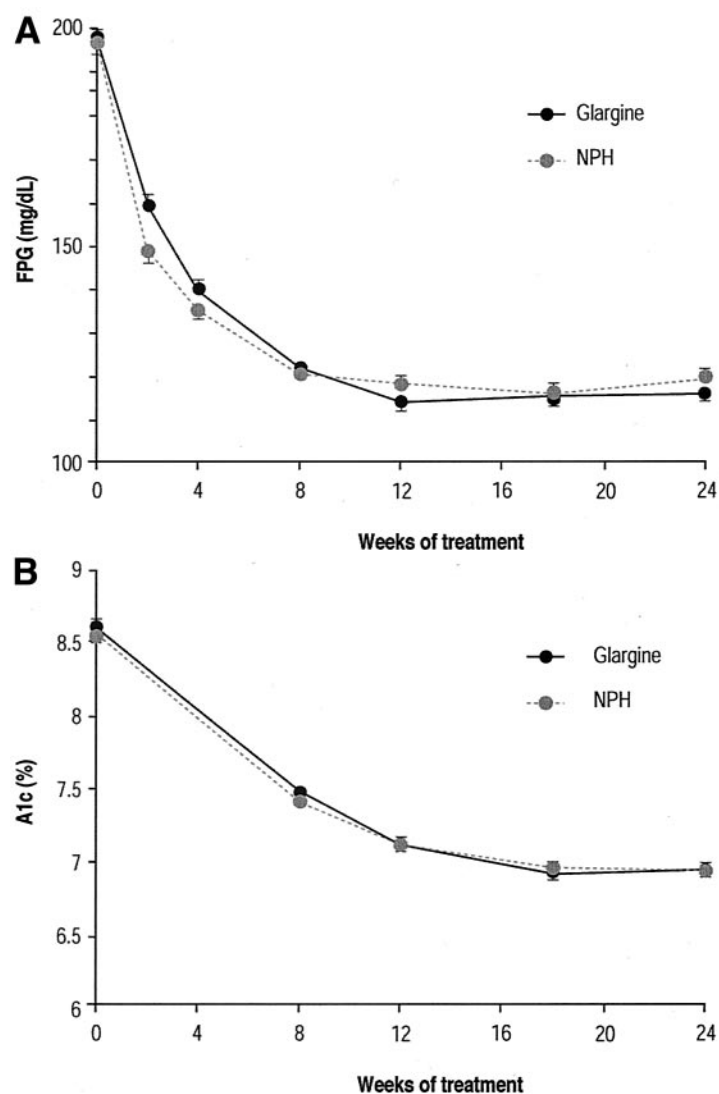 A
200
150
100
FPG (mg/dL)
Glargine
NPH
0 4 8 12 16 20 24
Weeks of treatment
B
9
8.5
8
7.5
7
6.5
6
A1c (%)
Glargine
NPH
0 4 8 12 16 20 24
Weeks of treatment